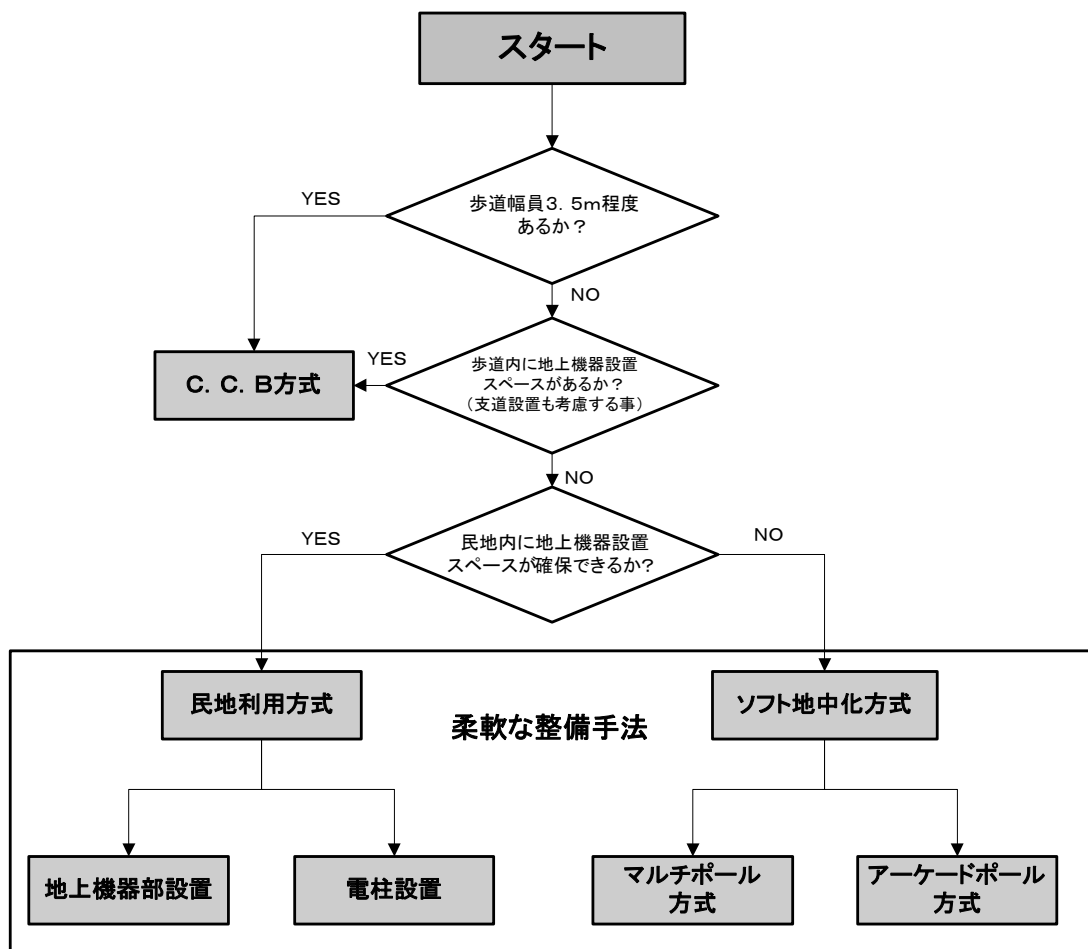 スタート
歩道幅員3．5m程度
あるか？
YES
NO
歩道内に地上機器設置
スペースがあるか？
（支道設置も考慮する事）
YES
C．C．B方式
NO
民地内に地上機器設置
スペースが確保できるか？
YES
NO
民地利用方式
ソフト地中化方式
柔軟な整備手法
地上機器部設置
電柱設置
マルチポール
方式
アーケードポール
方式